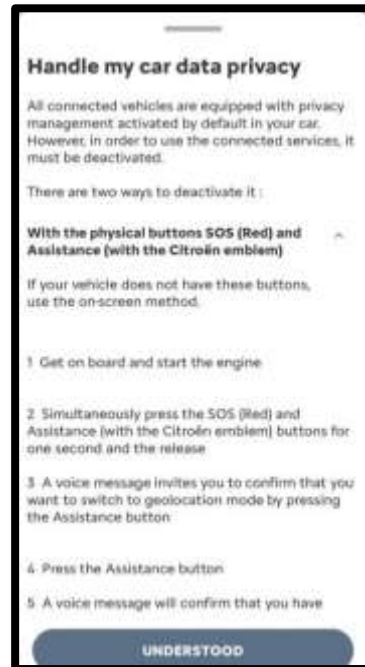 Handle my car data privacy
All connected vehicles are equipped with privacy
management activated by default in your car.
However, in order to use the connected services, it
must be deactivated.
There are two ways to deactivate it :
With the physical buttons SOS (Red) and
Assistance (with the Citroën emblem)
If your vehicle does not have these buttons,
use the on-screen method.
1 Get on board and start the engine
2 Simultaneously press the SOS (Red) and
Assistance (with the Citroën emblem) buttons for
one second and the release
3 A voice message invites you to confirm that you
want to switch to geolocation mode by pressing
the Assistance button
4 Press the Assistance button
5 A voice message will confirm that you have
UNDERSTOOD